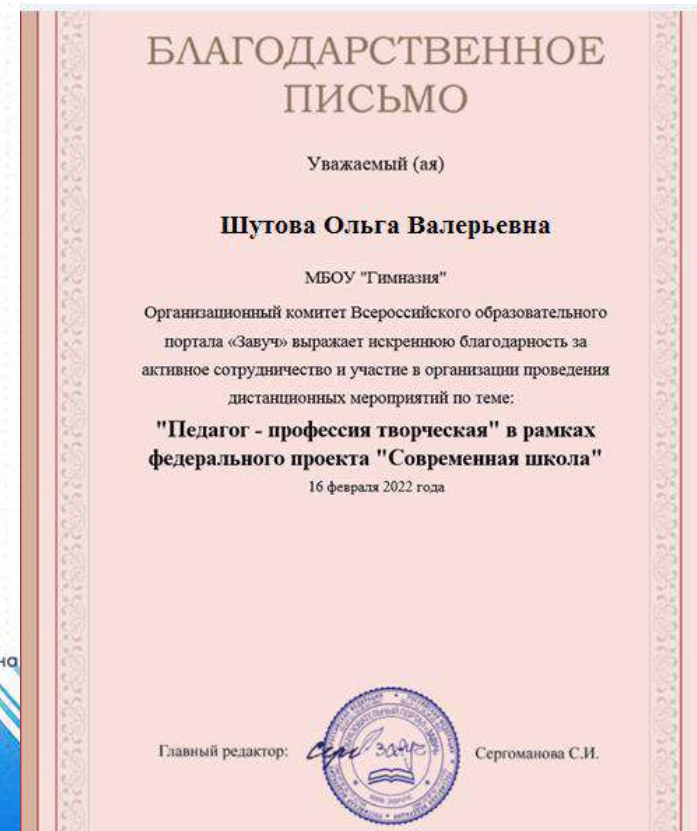 БЛАГОДАРСТВЕННОЕ
ПИСЬМО
Уважаемый (ая)
Шутова Ольга Валерьевна
МБОУ "Гимназия"
Организационный комитет Всероссийского образовательного
портала «Завуч» выражает искреннюю благодарность за
активное сотрудничество и участие в организации проведения
дистанционных мероприятий по теме:
"Педагог - профессия творческая" в рамках
федерального проекта "Современная школа"
16 февраля 2022 года
на
Главный редактор:
завуч
Сергоманова С.И.